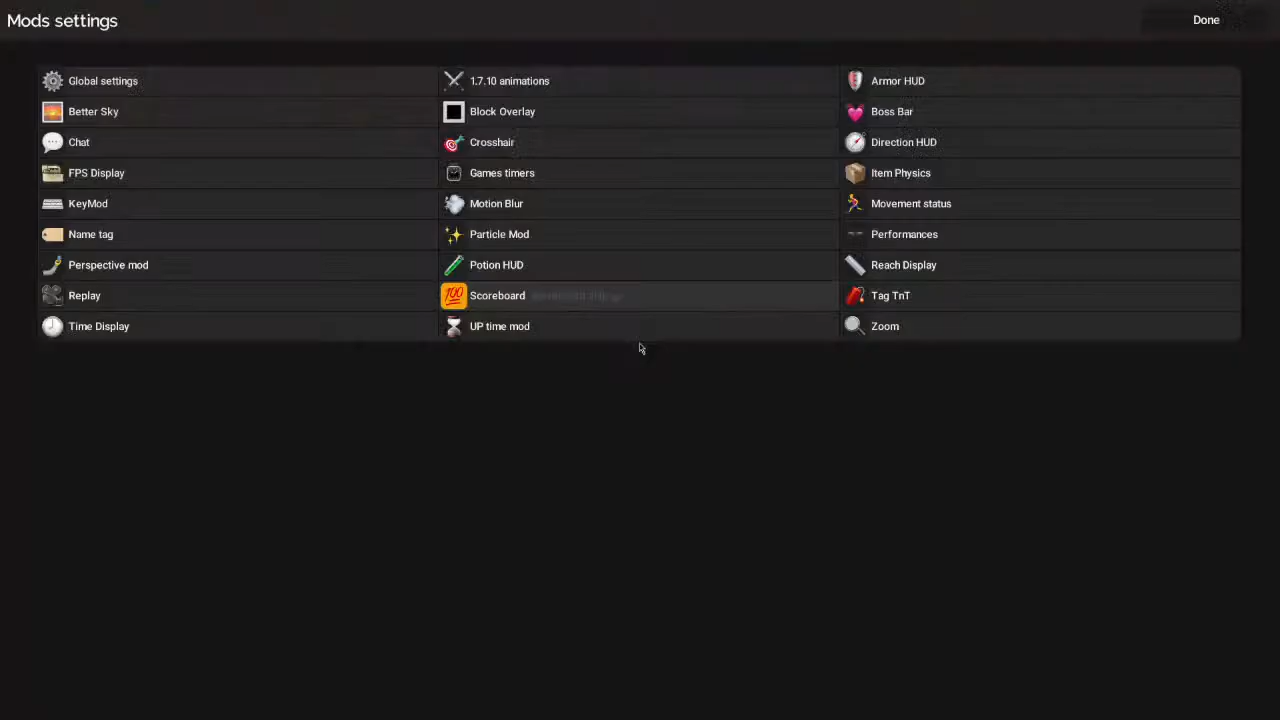 Mods settings
Done
Global settings
1.7.10 animations
Armor HUD
Better Sky
Block Overlay
Boss Bar
Chat
Crosshair
Direction HUD
FPS Display
Games timers
Item Physics
KeyMod
Motion Blur
Movement status
Name tag
Particle Mod
Performances
Perspective mod
Potion HUD
Reach Display
Replay
100
Scoreboard
Tag TnT
Time Display
UP time mod
Zoom